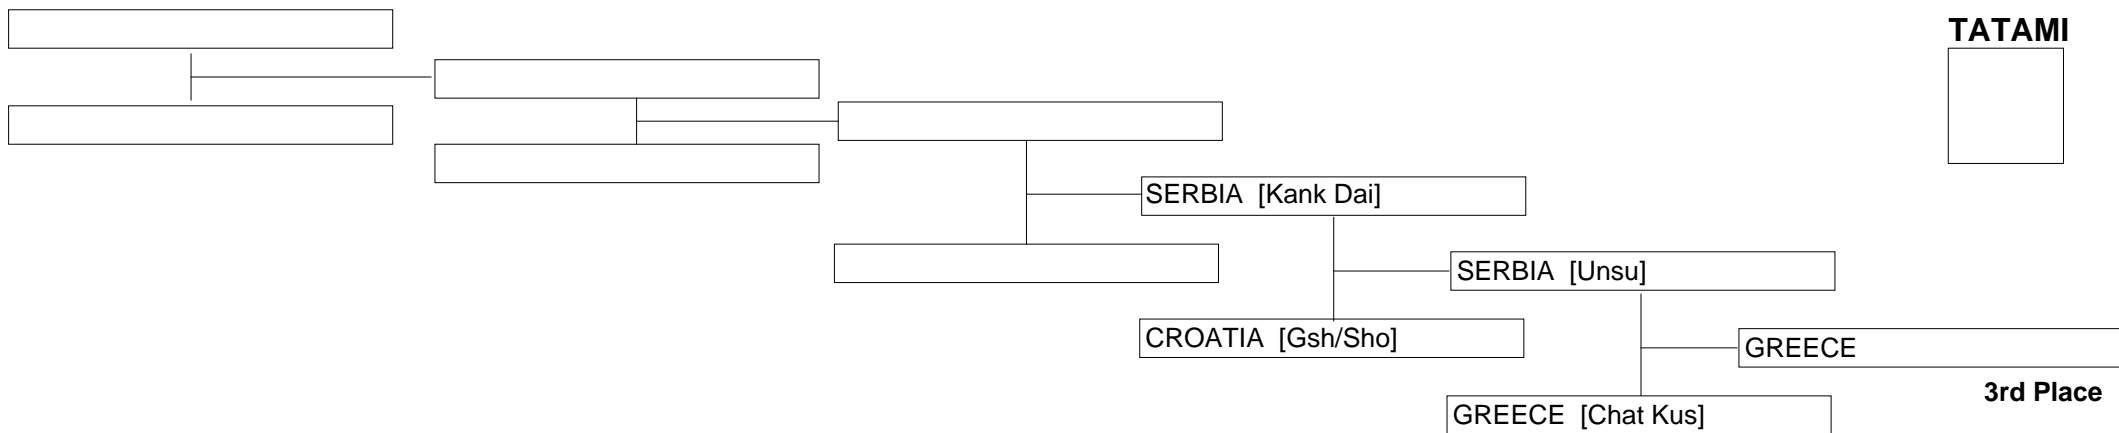 TATAMI
SERBIA [Kank Dai]
SERBIA [Unsu]
CROATIA [Gsh/Sho]
GREECE
3rd Place
GREECE [Chat Kus]